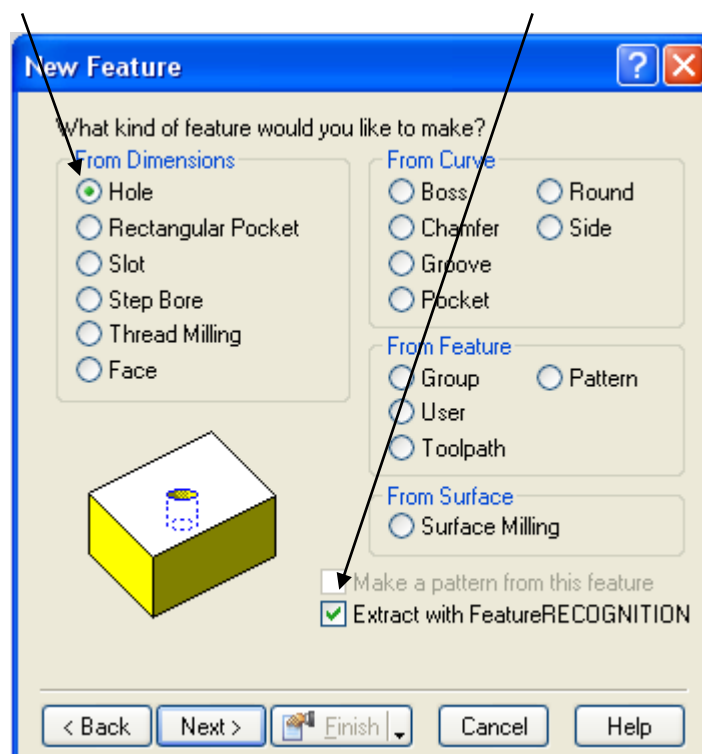 New Feature
What kind of feature would you like to make?
From Dimensions
Hole
Rectangular Pocket
Slot
Step Bore
Thread Milling
Face
From Curve
Boss
Round
Chamfer
Side
Groove
Pocket
From Feature
Group
Pattern
User
Toolpath
From Surface
Surface Milling
Make a pattern from this feature
Extract with FeatureRECOGNITION
< Back
Next >
Finish
Cancel
Help